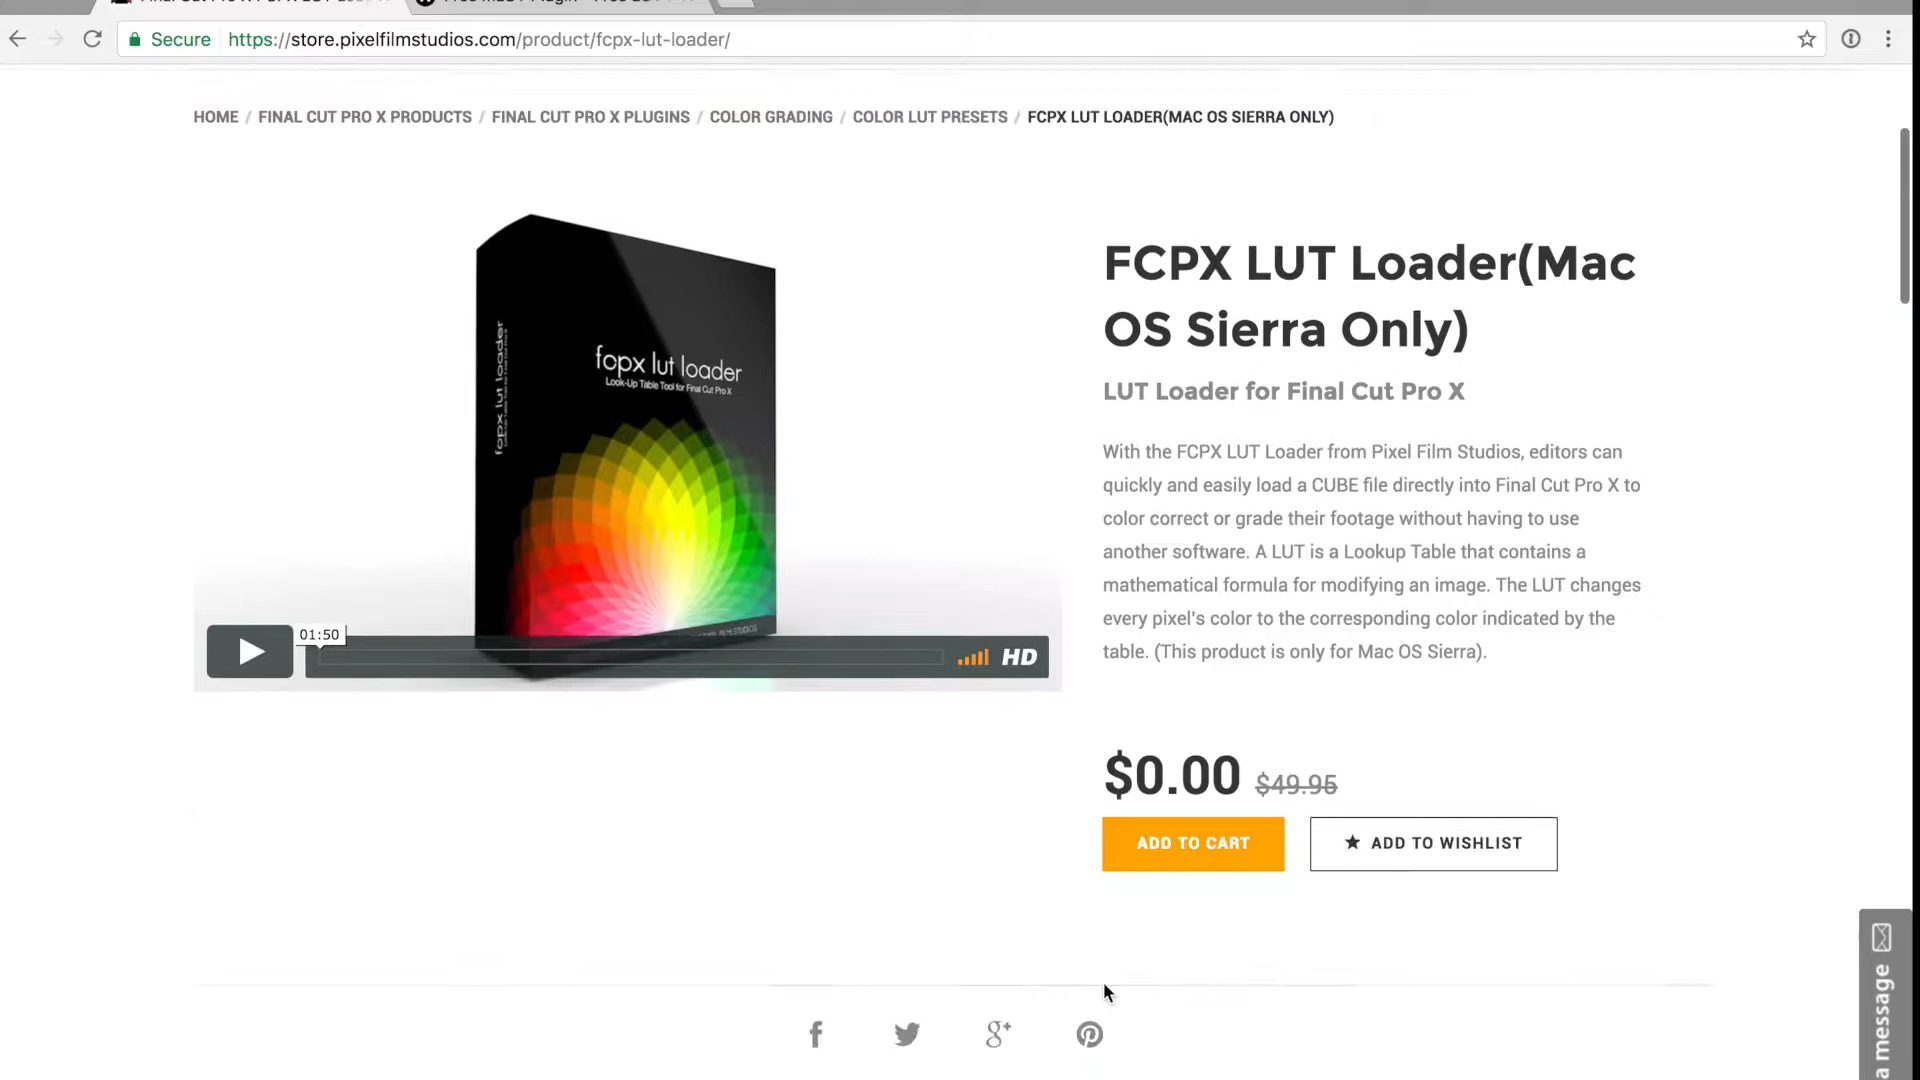 Secure https://store.pixelfilmstudios.com/product/fcpx-lut-loader/
HOME / FINAL CUT PRO X PRODUCTS / FINAL CUT PRO X PLUGINS / COLOR GRADING / COLOR LUT PRESETS / FCPX LUT LOADER(MAC OS SIERRA ONLY)
fcpx lut loader
Look-Up Table Tool for Final Cut Pro X
fcpx lut loader
FCPX LUT Loader(Mac
OS Sierra Only)
LUT Loader for Final Cut Pro X
With the FCPX LUT Loader from Pixel Film Studios, editors can
quickly and easily load a CUBE file directly into Final Cut Pro X to
color correct or grade their footage without having to use
another software. A LUT is a Lookup Table that contains a
mathematical formula for modifying an image. The LUT changes
every pixel's color to the corresponding color indicated by the
table. (This product is only for Mac OS Sierra).
01:50
HD
$0.00 $49.95
ADD TO CART
★ ADD TO WISHLIST
a message